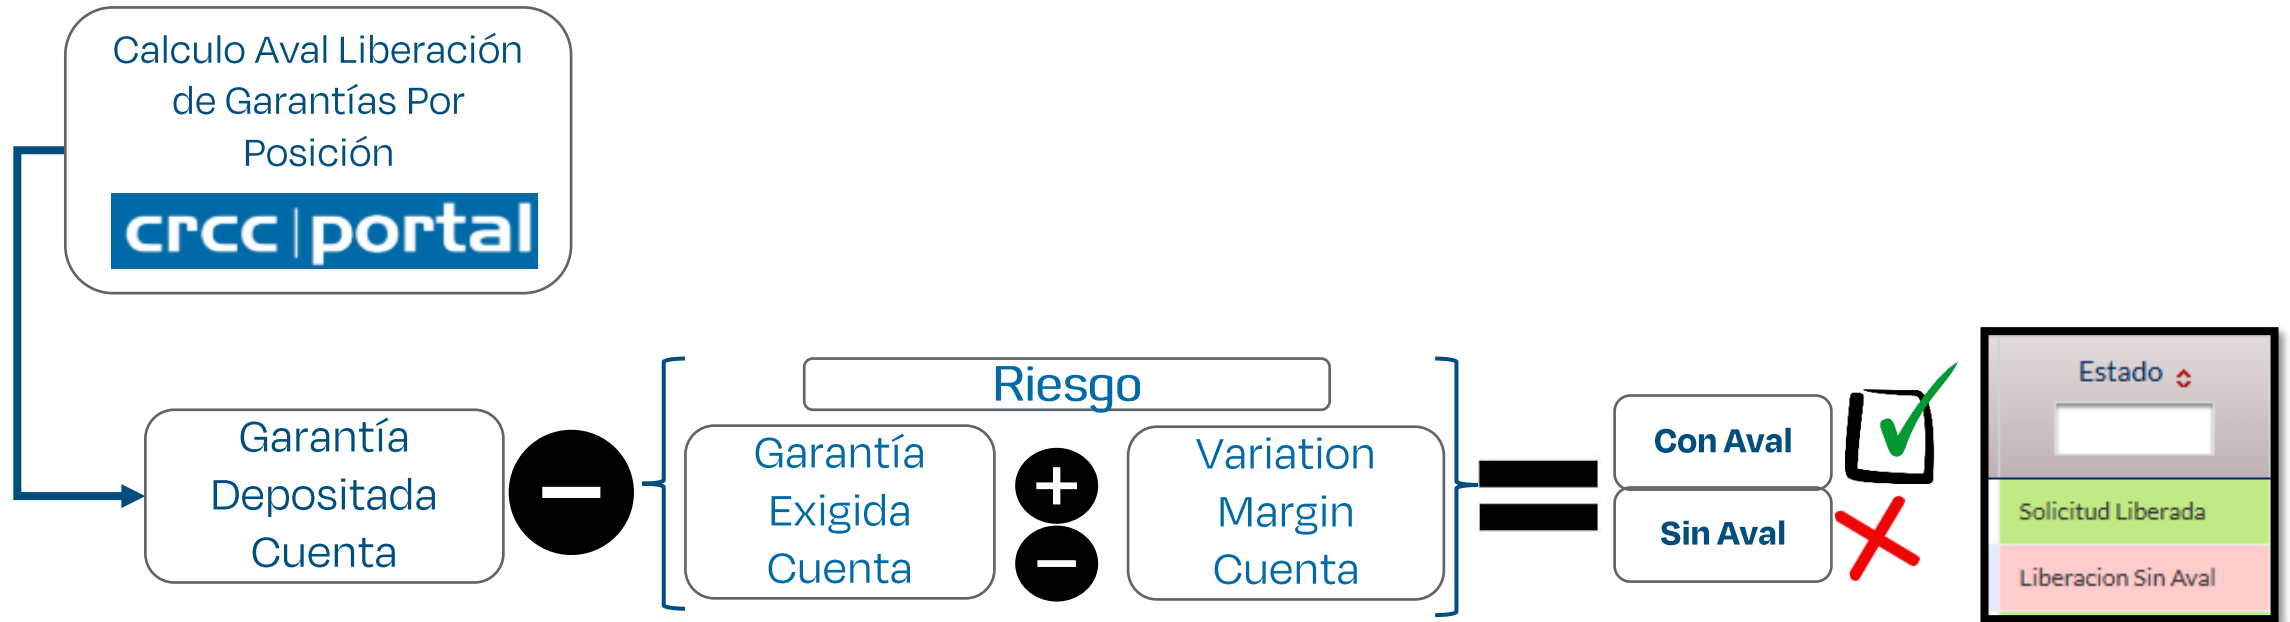 Calculo Aval Liberación
de Garantías Por
Posición
crcc | portal
Garantía
Depositada
Cuenta
−
Riesgo
Garantía
Exigida
Cuenta
+
−
Variation
Margin
Cuenta
=
Con Aval
Sin Aval
Estado
Solicitud Liberada
Liberacion Sin Aval